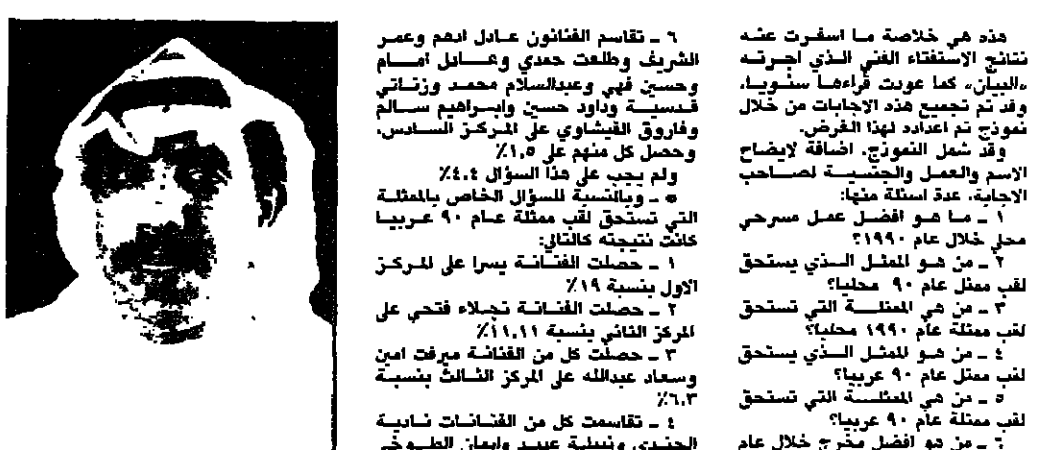 هذه هي خلاصة ما اسفرت عنه
نتائج الاستفتاء الفني الذي اجرته
«البيان» كما عودت قراءها سنويا،
وقد تم تجميع هذه الاجابات من خلال
نموذج تم اعداده لهذا الغرض.
وقد شمل النموذج، اضافة لايضاح
الاسم والعمل والجنسية لصاحب
الاجابة، عدة اسئلة منها:
١ ـ ما هو افضل عمل مسرحي
محلي خلال عام ١٩٩٠؟
٢ ـ من هو الممثل الذي يستحق
لقب ممثل عام ٩٠ محليا؟
٣ ـ من هي الممثلة التي تستحق
لقب ممثلة عام ١٩٩٠ محليا؟
٤ ـ من هو الممثل الذي يستحق
لقب ممثل عام ٩٠ عربيا؟
٥ ـ من هي الممثلة التي تستحق
لقب ممثلة عام ٩٠ عربيا؟
٦ ـ من هو افضل مخرج خلال عام
٦ ـ تقاسم الفنانون عادل ادهم وعمر
الشريف وطلعت حمدي وعادل امام
وحسين فهي وعبدالسلام محمد وزناتي
قدسية وداود حسين وابراهيم سالم
وفاروق الفيشاوي على المركز السادس،
وحصل كل منهم على ١,٥٪
ولم يجب على هذا السؤال ٤,٤٪
● ـ وبالنسبة للسؤال الخاص بالممثلة
التي تستحق لقب ممثلة عام ٩٠ عربيا
كانت نتيجته كالتالي:
١ ـ حصلت الفنانة يسرا على المركز
الاول بنسبة ١٩٪
٢ ـ حصلت الفنانة نجلاء فتحي على
المركز الثاني بنسبة ١١,١١٪
٣ ـ حصلت كل من الفنانة ميرفت امين
وسعاد عبدالله على المركز الثالث بنسبة
٦,٣٪
٤ ـ تقاسمت كل من الفنانات نادية
الجندي ونبيلة عبيد وايمان الطوخي